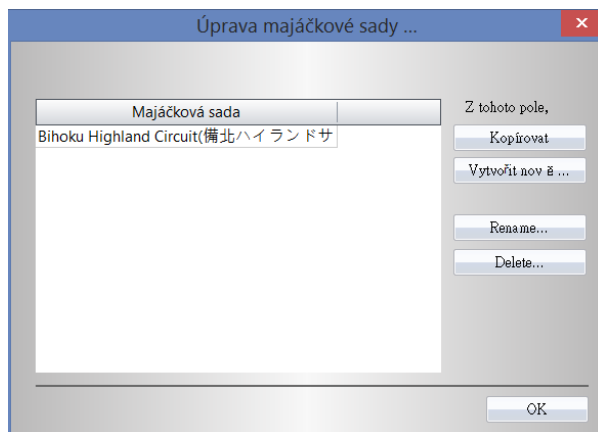 Úprava majáčkové sady ...
Majáčková sada
Bihoku Highland Circuit(備北ハイランドサ
Z tohoto pole,
Kopírovat
Vytvořit nov ě ...
Rename...
Delete...
OK